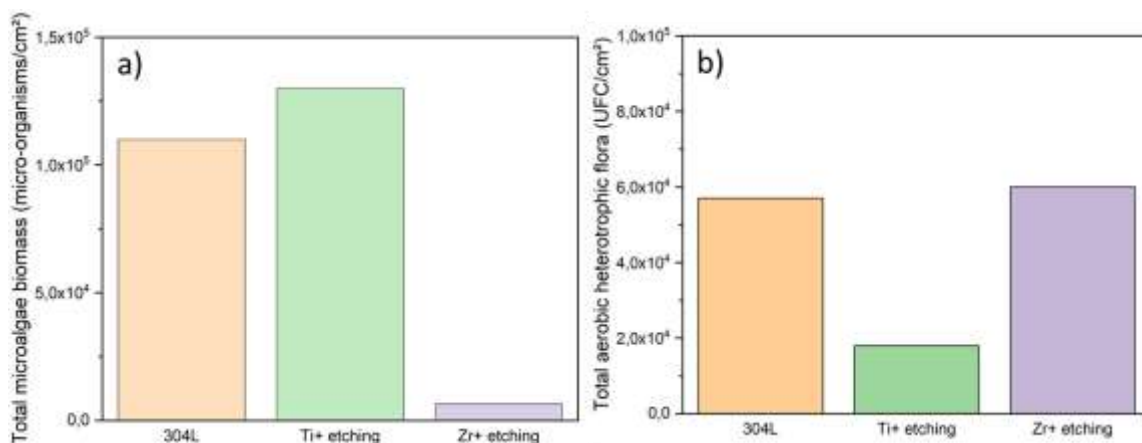 a)
Total microalgae biomass (micro-organisms/cm²)
1,5x10⁵
1,0x10⁵
5,0x10⁴
0,0
304L
Ti+ etching
Zr+ etching
b)
Total aerobic heterotrophic flora (UFC/cm²)
1,0x10⁵
8,0x10⁴
6,0x10⁴
4,0x10⁴
2,0x10⁴
0,0
304L
Ti+ etching
Zr+ etching